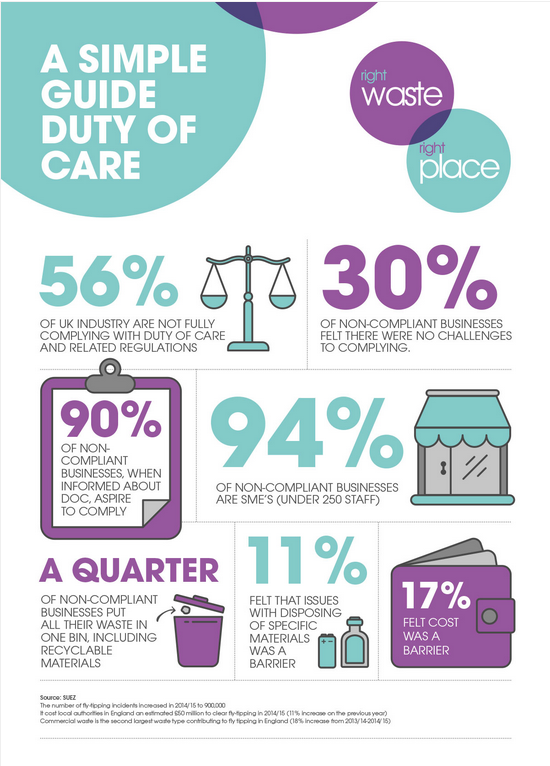 A SIMPLE
GUIDE
DUTY OF
CARE
right
waste
right
place
56%
OF UK INDUSTRY ARE NOT FULLY
COMPLYING WITH DUTY OF CARE
AND RELATED REGULATIONS
30%
OF NON-COMPLIANT BUSINESSES
FELT THERE WERE NO CHALLENGES
TO COMPLYING.
90%
OF NON-
COMPLIANT
BUSINESSES, WHEN
INFORMED ABOUT
DOC, ASPIRE
TO COMPLY
94%
OF NON-COMPLIANT BUSINESSES
ARE SME'S (UNDER 250 STAFF)
A QUARTER
OF NON-COMPLIANT
BUSINESSES PUT
ALL THEIR WASTE IN
ONE BIN, INCLUDING
RECYCLABLE
MATERIALS
11%
FELT THAT ISSUES
WITH DISPOSING
OF SPECIFIC
MATERIALS
WAS A
BARRIER
17%
FELT COST
WAS A
BARRIER
Source: SUEZ
The number of fly-tipping incidents increased in 2014/15 to 900,000
It cost local authorities in England an estimated £50 million to clear fly-tipping in 2014/15 (11% increase on the previous year)
Commercial waste is the second largest waste type contributing to fly tipping in England (18% increase from 2013/14-2014/15)